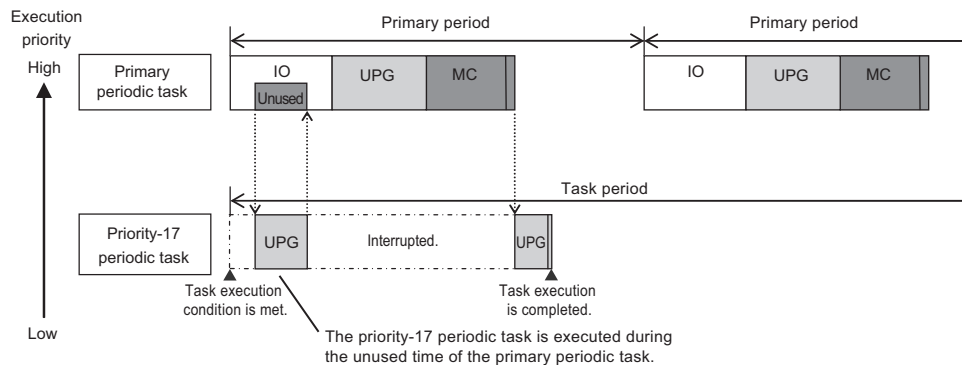 Execution
priority
High
Primary period
Primary period
Primary
periodic task
IO
Unused
UPG
MC
IO
UPG
MC
Task period
Priority-17
periodic task
UPG
Interrupted.
UPG
Task execution
condition is met.
Task execution
is completed.
Low
The priority-17 periodic task is executed during
the unused time of the primary periodic task.